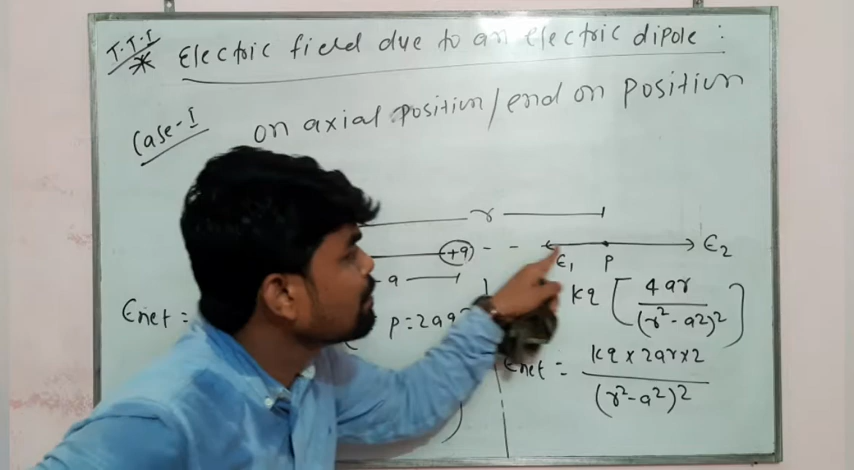 T.T.I
* Electric field due to an electric dipole :
Case-I
on axial position/end on position
r
+q
E1 P E2
a
Enet =
P=2aq
kq [ 4ar / (r²-a²)² ]
Enet = kq×2ar×2 / (r²-a²)²